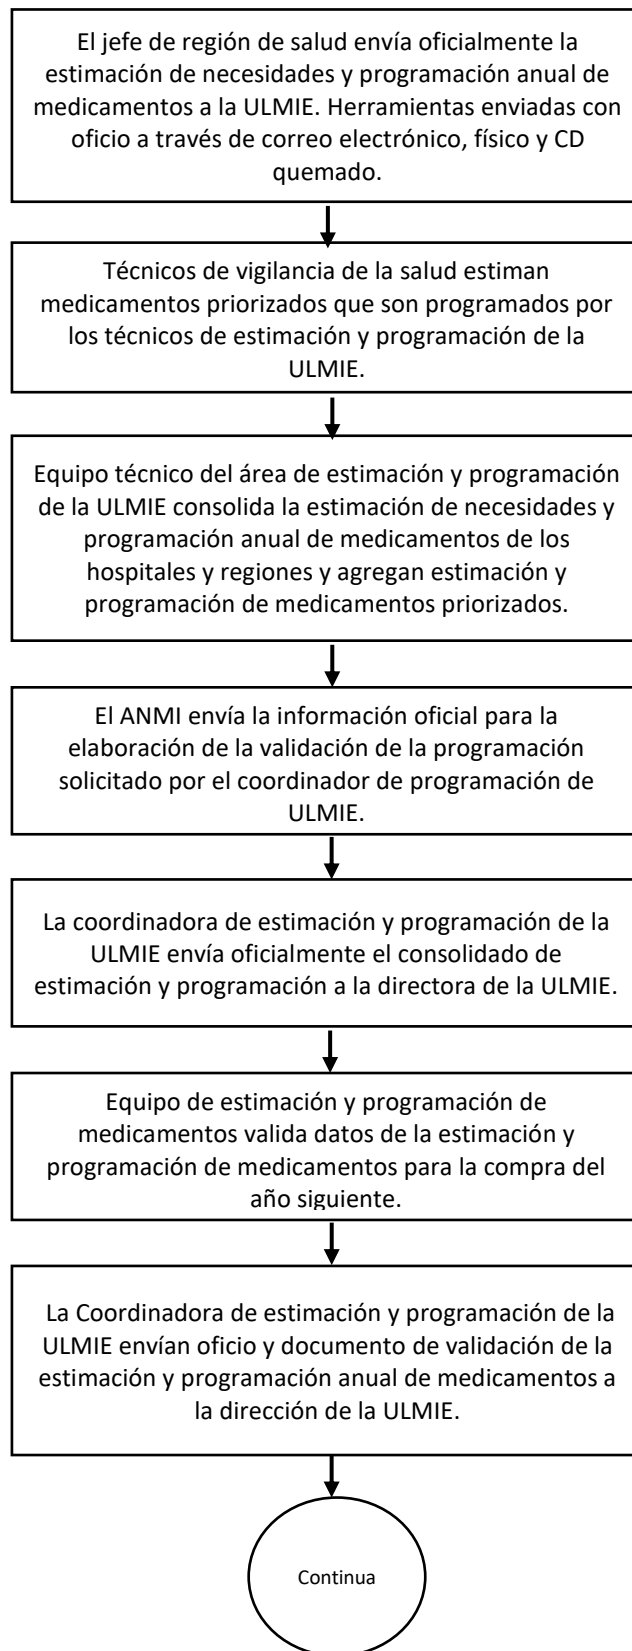 El jefe de región de salud envía oficialmente la
estimación de necesidades y programación anual de
medicamentos a la ULMIE. Herramientas enviadas con
oficio a través de correo electrónico, físico y CD
quemado.
Técnicos de vigilancia de la salud estiman
medicamentos priorizados que son programados por
los técnicos de estimación y programación de la
ULMIE.
Equipo técnico del área de estimación y programación
de la ULMIE consolida la estimación de necesidades y
programación anual de medicamentos de los
hospitales y regiones y agregan estimación y
programación de medicamentos priorizados.
El ANMI envía la información oficial para la
elaboración de la validación de la programación
solicitado por el coordinador de programación de
ULMIE.
La coordinadora de estimación y programación de la
ULMIE envía oficialmente el consolidado de
estimación y programación a la directora de la ULMIE.
Equipo de estimación y programación de
medicamentos valida datos de la estimación y
programación de medicamentos para la compra del
año siguiente.
La Coordinadora de estimación y programación de la
ULMIE envían oficio y documento de validación de la
estimación y programación anual de medicamentos a
la dirección de la ULMIE.
Continua